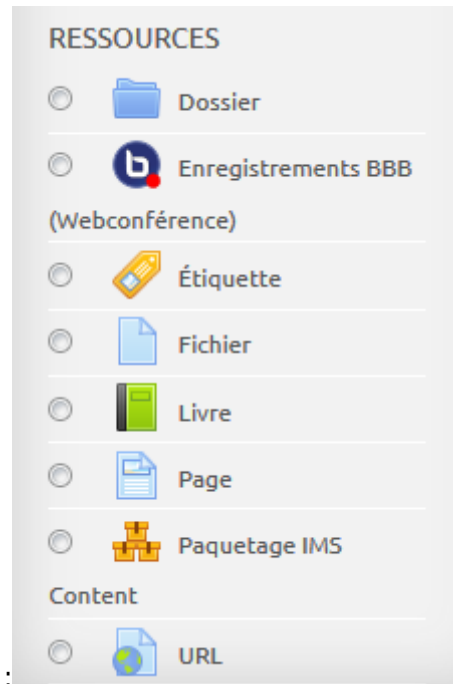 RESSOURCES
Dossier
Enregistrements BBB
(Webconférence)
Étiquette
Fichier
Livre
Page
Paquetage IMS
Content
URL
: